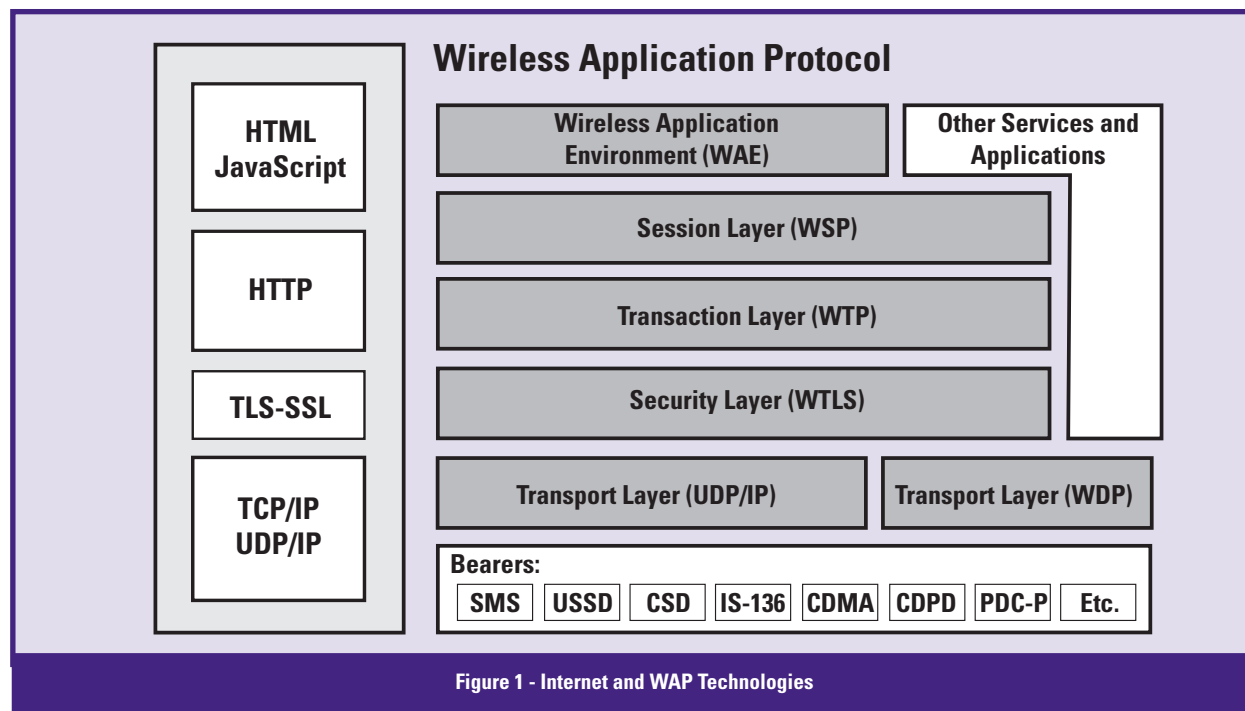 Wireless Application Protocol
HTML
JavaScript
HTTP
TLS-SSL
TCP/IP
UDP/IP
Wireless Application
Environment (WAE)
Other Services and
Applications
Session Layer (WSP)
Transaction Layer (WTP)
Security Layer (WTLS)
Transport Layer (UDP/IP)
Transport Layer (WDP)
Bearers:
SMS USSD CSD IS-136 CDMA CDPD PDC-P Etc.
Figure 1 - Internet and WAP Technologies